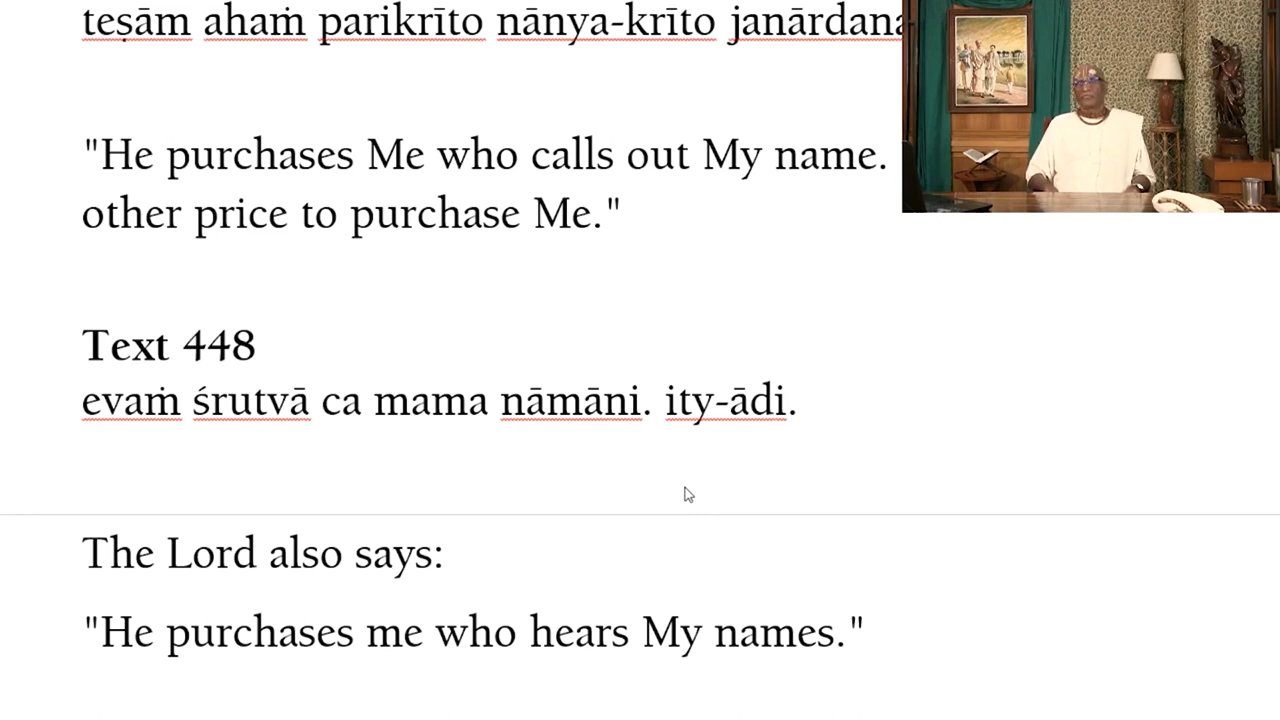 teṣām ahaṁ parikrīto nānya-krīto janārdana
"He purchases Me who calls out My name.
other price to purchase Me."
Text 448
evaṁ śrutvā ca mama nāmāni. ity-ādi.
The Lord also says:
"He purchases me who hears My names."